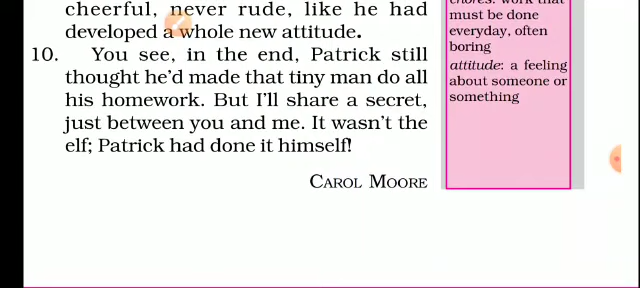 cheerful, never rude, like he had
developed a whole new attitude.
10. You see, in the end, Patrick still
thought he'd made that tiny man do all
his homework. But I'll share a secret,
just between you and me. It wasn't the
elf; Patrick had done it himself!
CAROL MOORE
chores: work that
must be done
everyday, often
boring
attitude: a feeling
about someone or
something